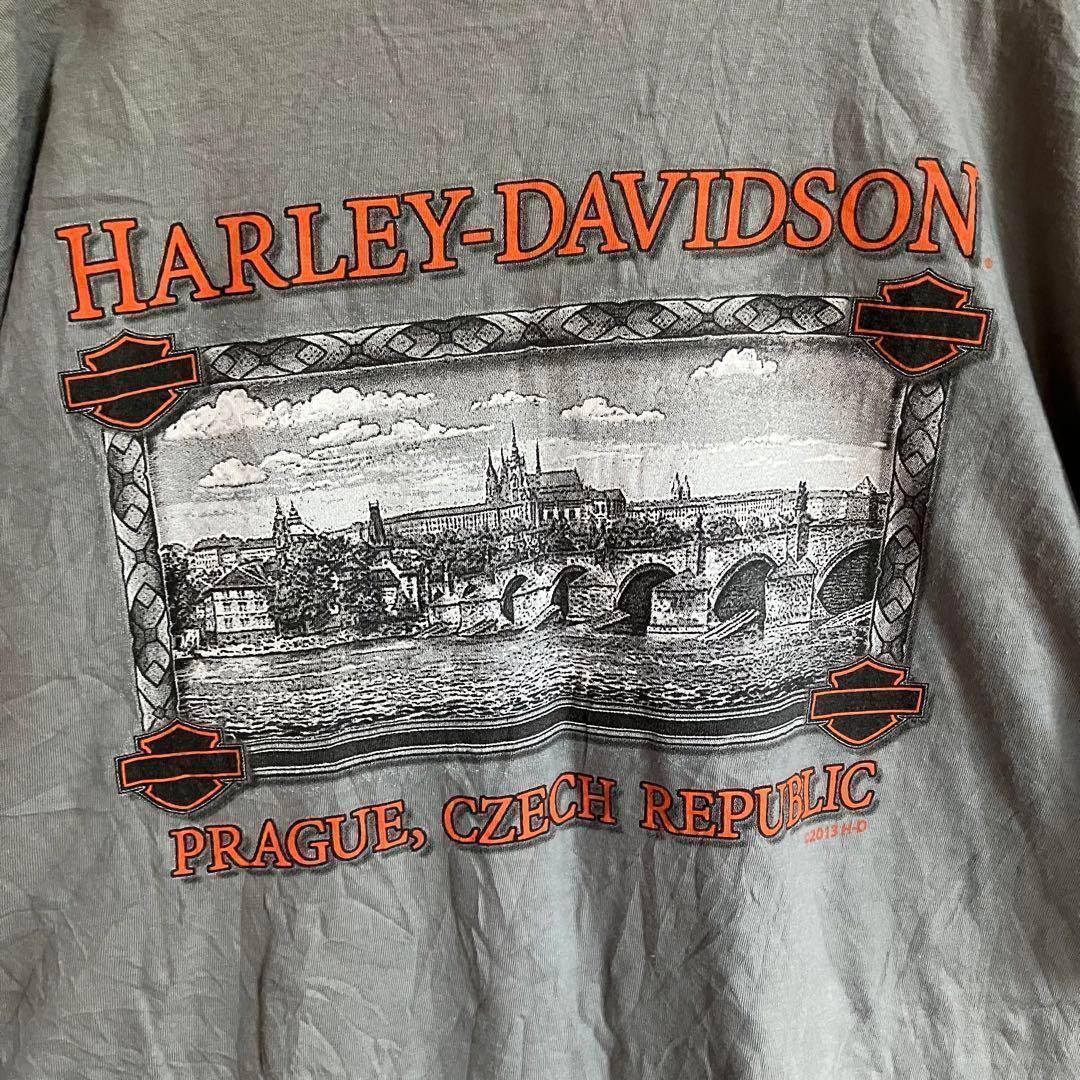 HARLEY-DAVIDSON®
PRAGUE, CZECH REPUBLIC
©2013 H-D